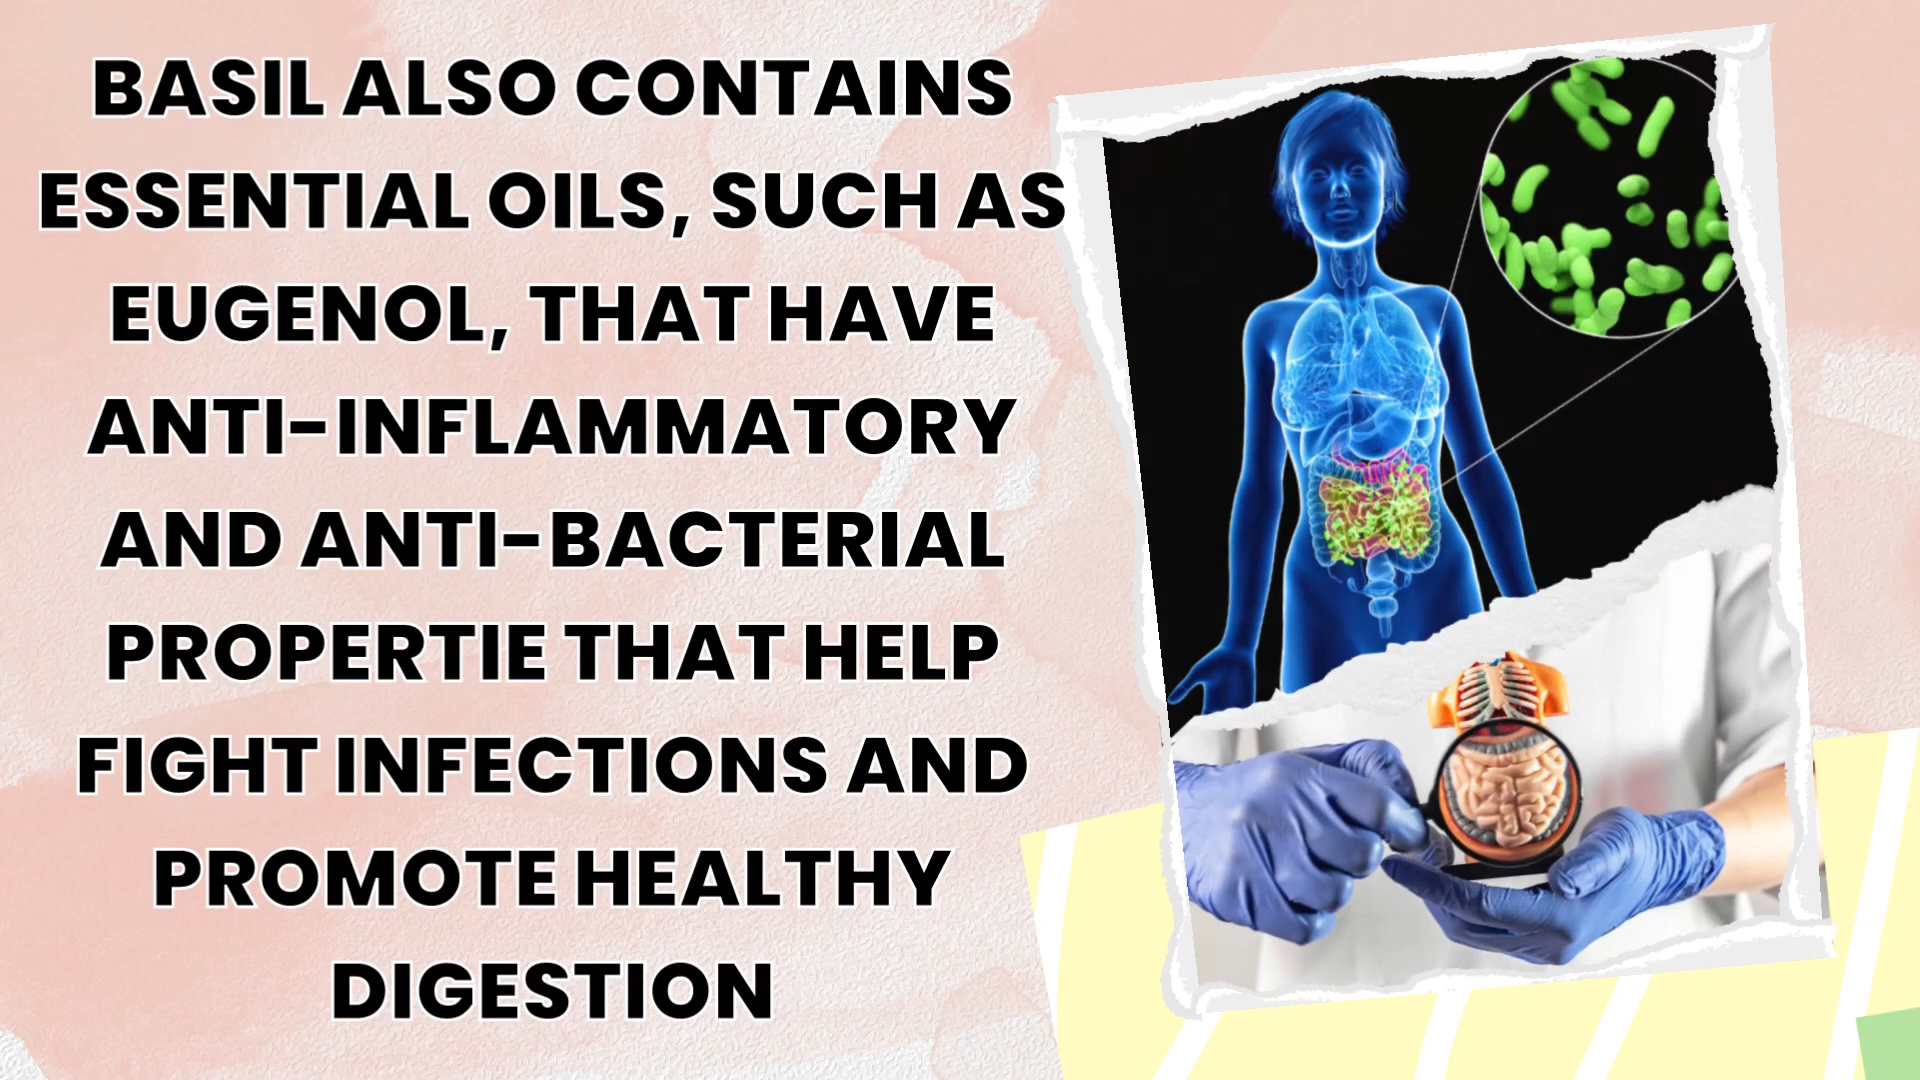 BASIL ALSO CONTAINS
ESSENTIAL OILS, SUCH AS
EUGENOL, THAT HAVE
ANTI-INFLAMMATORY
AND ANTI-BACTERIAL
PROPERTIE THAT HELP
FIGHT INFECTIONS AND
PROMOTE HEALTHY
DIGESTION